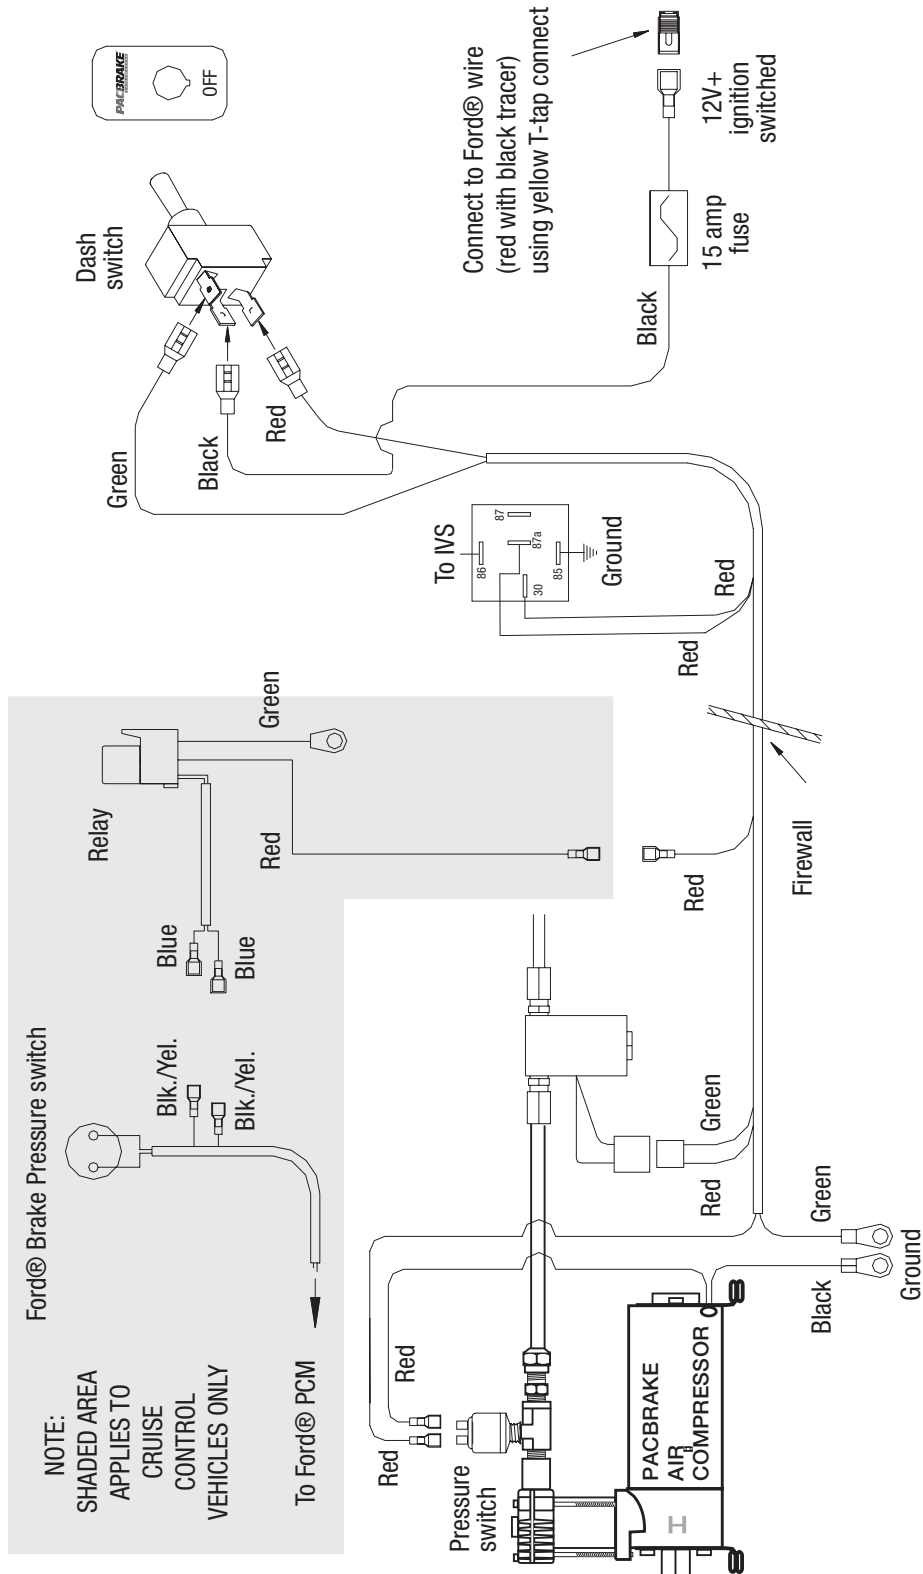 NOTE:
SHADED AREA
APPLIES TO
CRUISE
CONTROL
VEHICLES ONLY
Ford® Brake Pressure switch
To Ford® PCM
Blk./Yel.
Blk./Yel.
Blue
Blue
Relay
Red
Green
Green
Dash
switch
PACBRAKE
OFF
Black
Red
Connect to Ford® wire
(red with black tracer)
using yellow T-tap connect
Black
15 amp
fuse
12V+
ignition
switched
To IVS
86
87
87a
30
85
Ground
Red
Red
Firewall
Red
Green
Red
Red
Red
Pressure
switch
PACBRAKE
AIR
COMPRESSOR
H
Black
Green
Ground